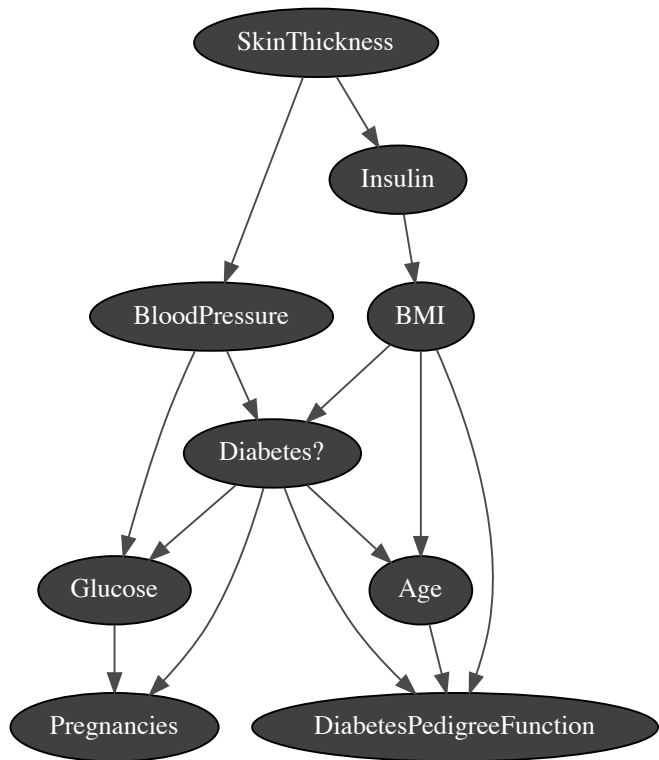 SkinThickness
Insulin
BloodPressure
BMI
Diabetes?
Glucose
Age
Pregnancies
DiabetesPedigreeFunction